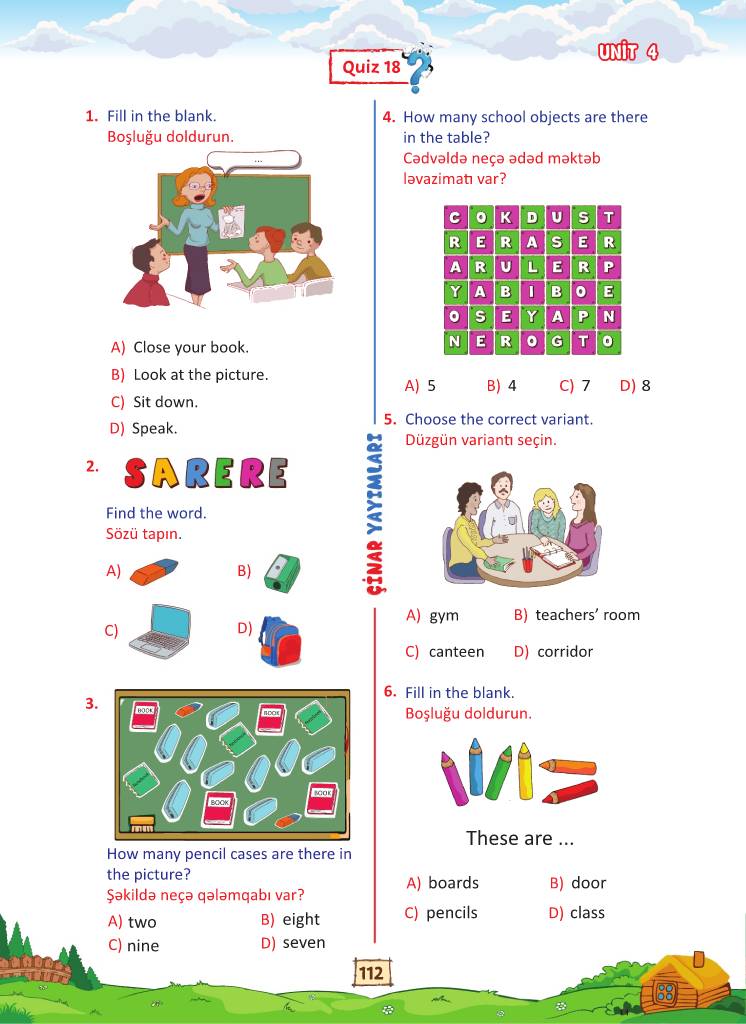 UNİT 4
Quiz 18
1. Fill in the blank.
Boşluğu doldurun.
...
A) Close your book.
B) Look at the picture.
C) Sit down.
D) Speak.
2. SARERE
Find the word.
Sözü tapın.
A)
B)
C)
D)
3.
BOOK
BOOK
Notebook
Notebook
Notebook
BOOK
BOOK
How many pencil cases are there in
the picture?
Şəkildə neçə qələmqabı var?
A) two
B) eight
C) nine
D) seven
ÇİNAR YAYIMLARI
4. How many school objects are there
in the table?
Cədvəldə neçə ədəd məktəb
ləvazimatı var?
C O K D U S T
R E R A S E R
A R U L E R P
Y A B I B O E
O S E Y A P N
N E R O G T O
A) 5
B) 4
C) 7
D) 8
5. Choose the correct variant.
Düzgün variantı seçin.
A) gym
B) teachers’ room
C) canteen
D) corridor
6. Fill in the blank.
Boşluğu doldurun.
These are ...
A) boards
B) door
C) pencils
D) class
112